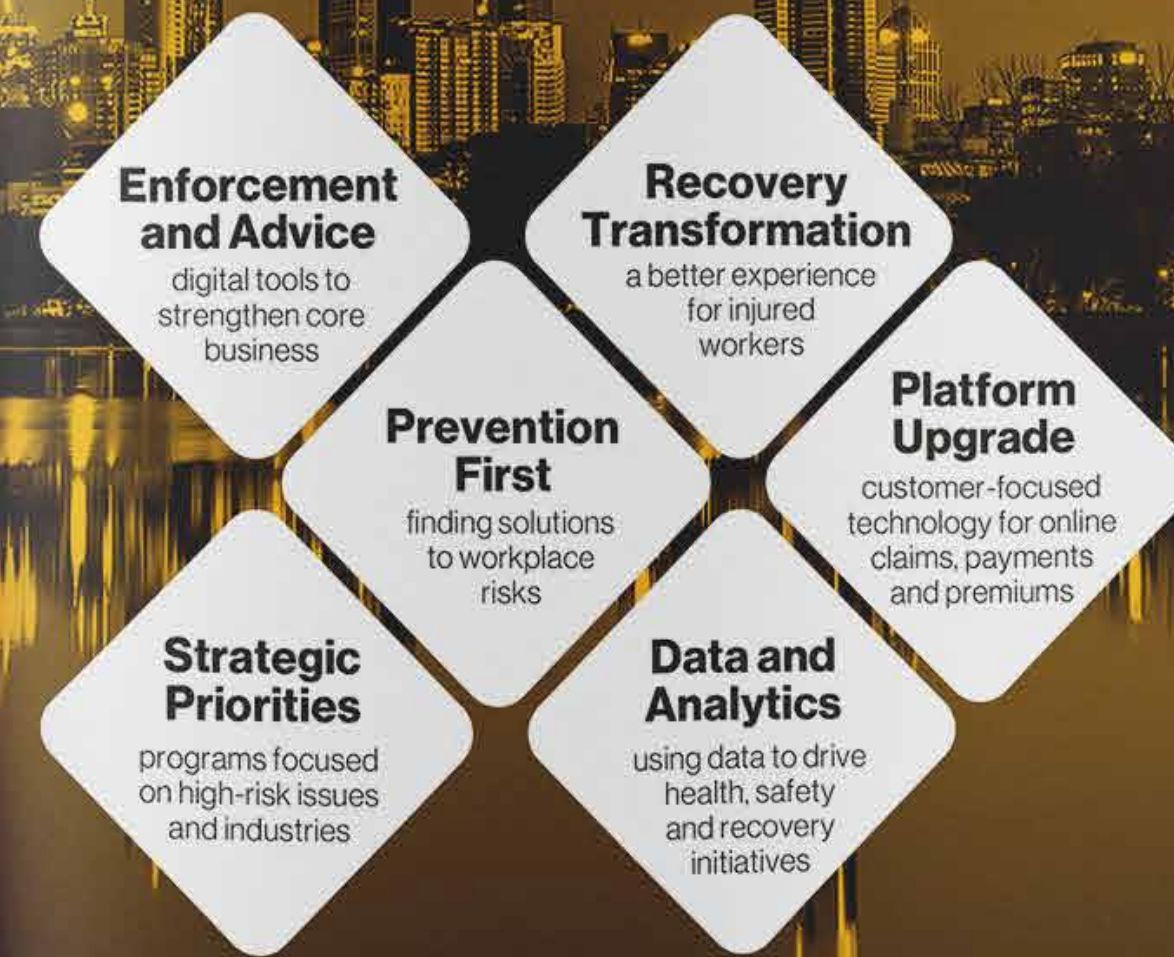 Enforcement
and Advice
digital tools to
strengthen core
business
Recovery
Transformation
a better experience
for injured
workers
Prevention
First
finding solutions
to workplace
risks
Platform
Upgrade
customer-focused
technology for online
claims, payments
and premiums
Strategic
Priorities
programs focused
on high-risk issues
and industries
Data and
Analytics
using data to drive
health, safety
and recovery
initiatives